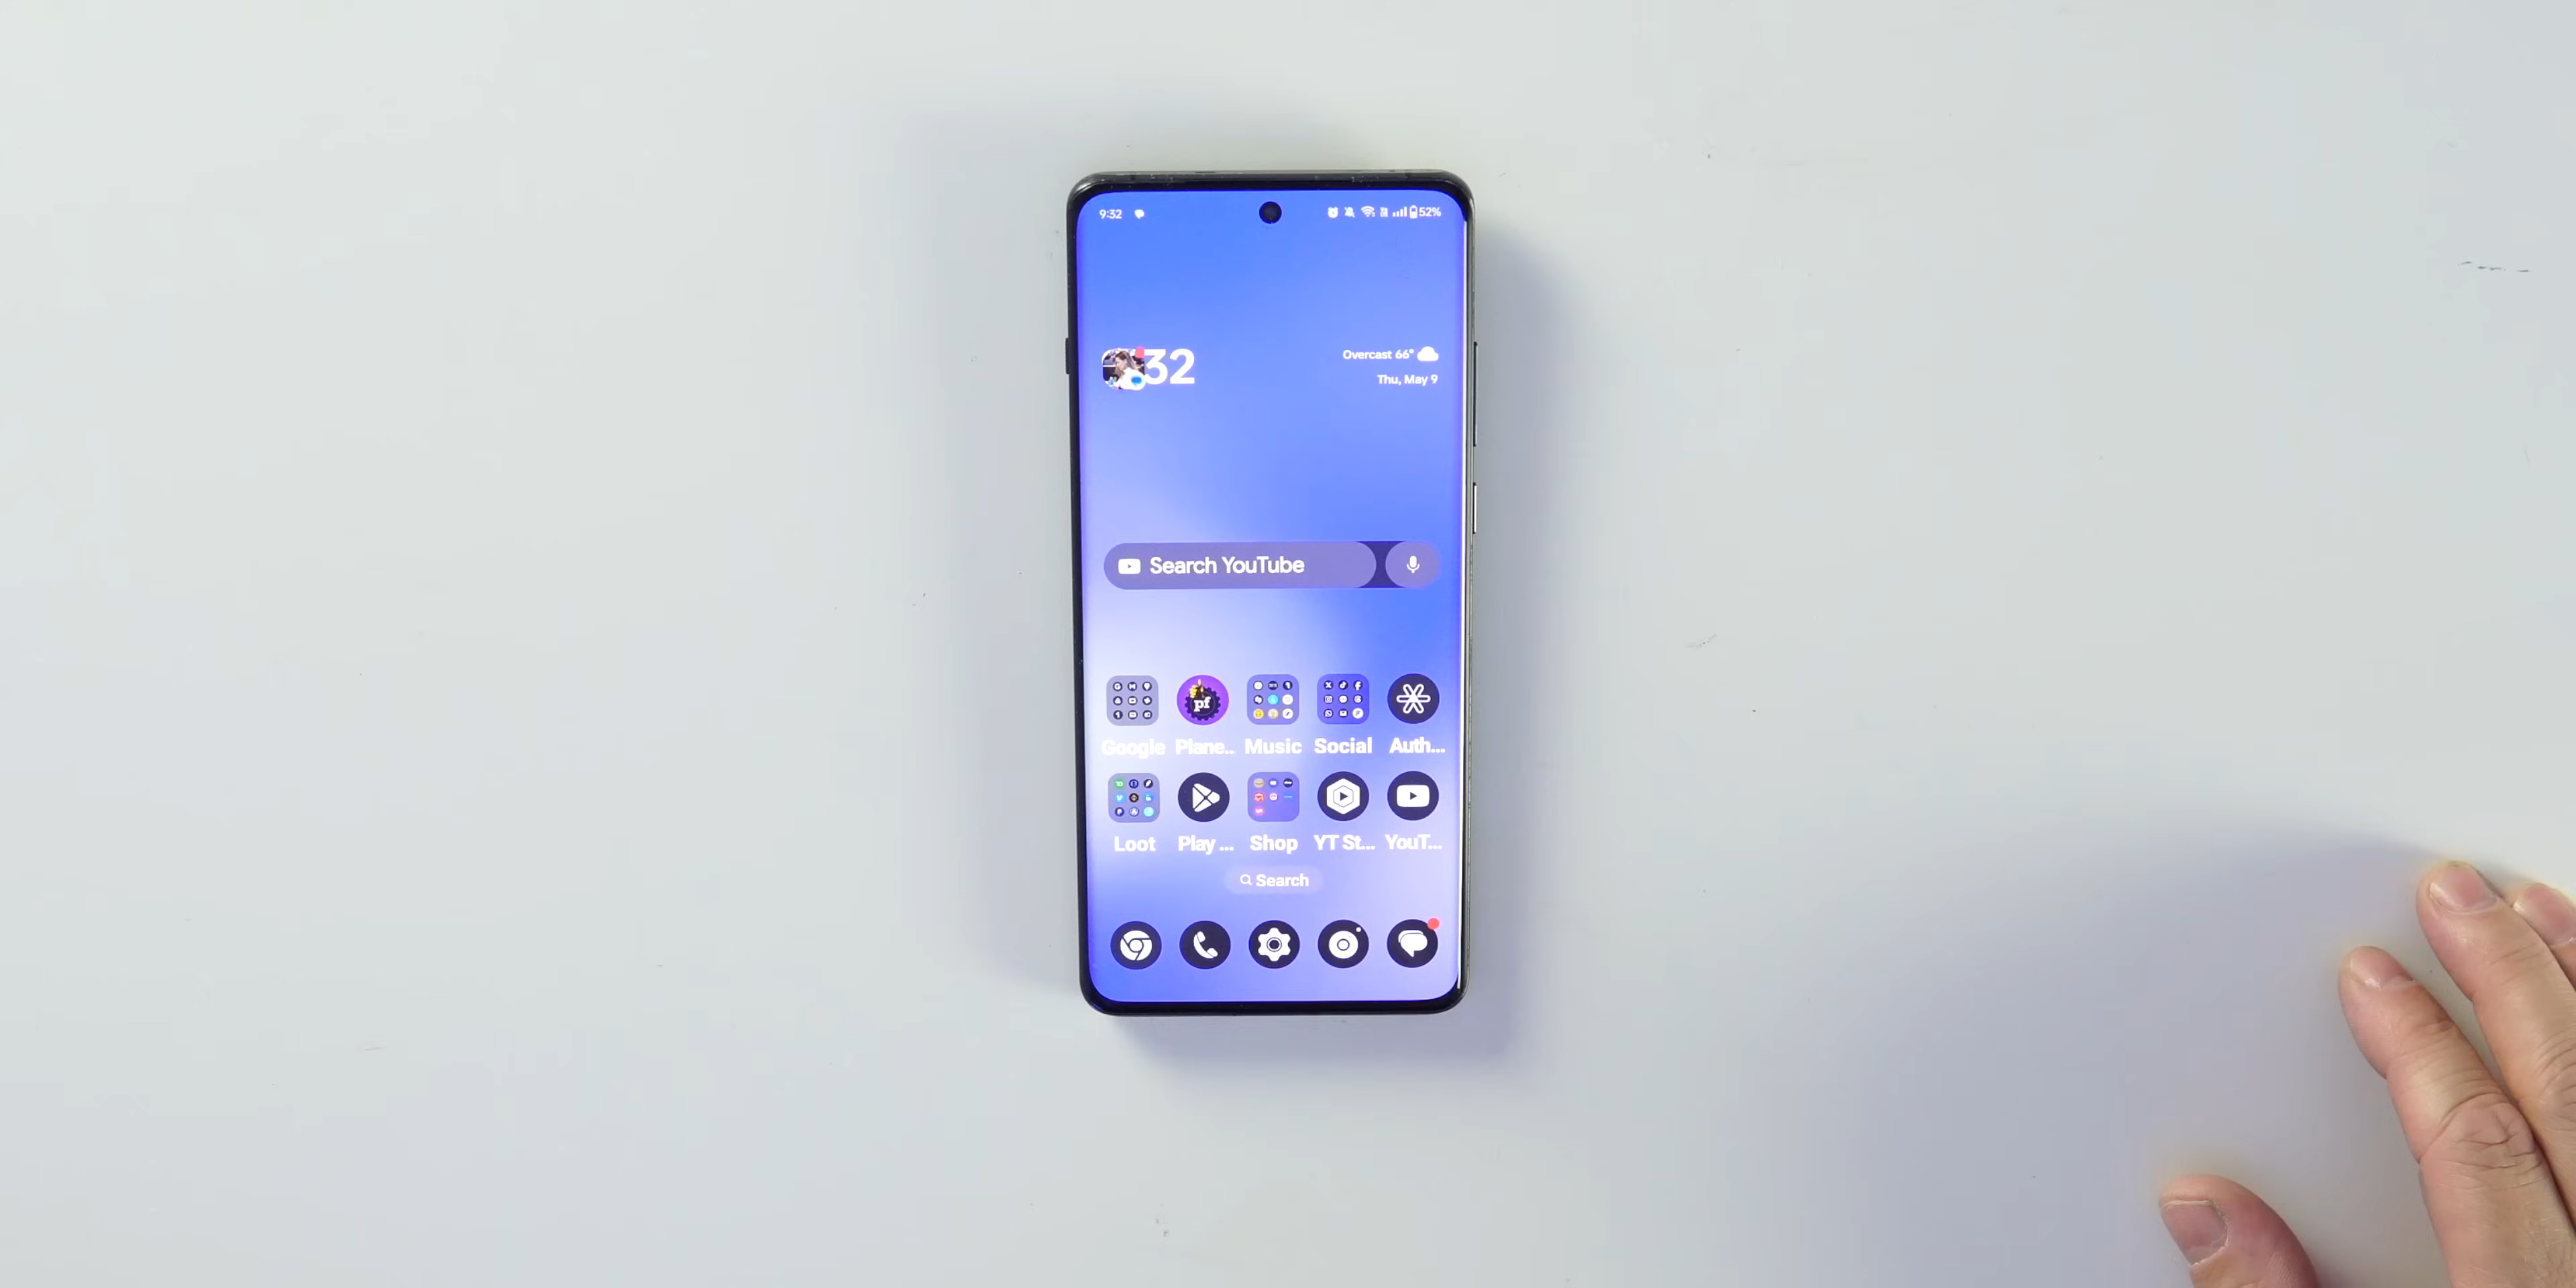 9:32 52%
32
Overcast 66°
Thu, May 9
Search YouTube
pf
Google Plane.. Music Social Auth...
Loot Play ... Shop YT St... YouT...
Search